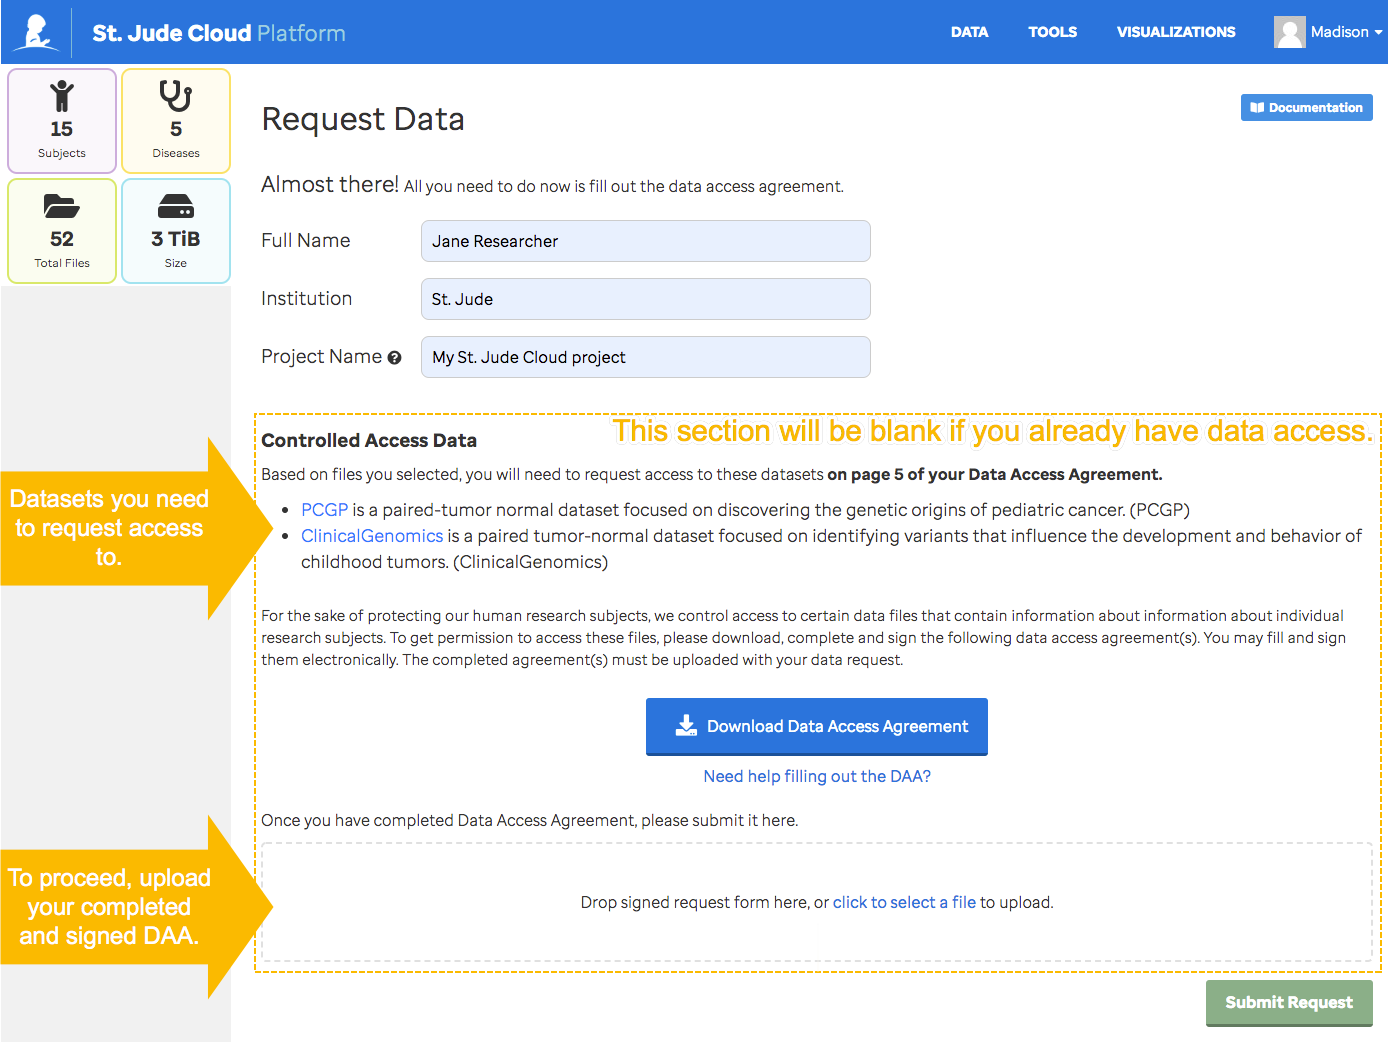 St. Jude Cloud Platform
DATA
TOOLS
VISUALIZATIONS
Madison
15
Subjects
5
Diseases
52
Total Files
3 TiB
Size
Request Data
Documentation
Almost there! All you need to do now is fill out the data access agreement.
Full Name
Jane Researcher
Institution
St. Jude
Project Name ?
My St. Jude Cloud project
This section will be blank if you already have data access.
Controlled Access Data
Based on files you selected, you will need to request access to these datasets on page 5 of your Data Access Agreement.
Datasets you need
to request access
to.
• PCGP is a paired-tumor normal dataset focused on discovering the genetic origins of pediatric cancer. (PCGP)
• ClinicalGenomics is a paired tumor-normal dataset focused on identifying variants that influence the development and behavior of
childhood tumors. (ClinicalGenomics)
For the sake of protecting our human research subjects, we control access to certain data files that contain information about information about individual
research subjects. To get permission to access these files, please download, complete and sign the following data access agreement(s). You may fill and sign
them electronically. The completed agreement(s) must be uploaded with your data request.
Download Data Access Agreement
Need help filling out the DAA?
Once you have completed Data Access Agreement, please submit it here.
To proceed, upload
your completed
and signed DAA.
Drop signed request form here, or click to select a file to upload.
Submit Request